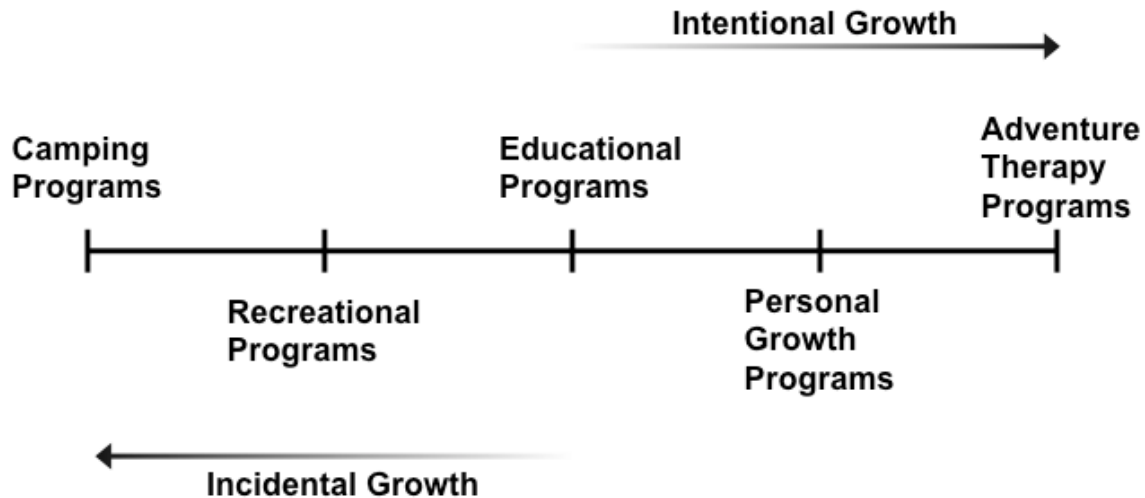 Intentional Growth
Camping
Programs
Educational
Programs
Adventure
Therapy
Programs
Recreational
Programs
Personal
Growth
Programs
Incidental Growth